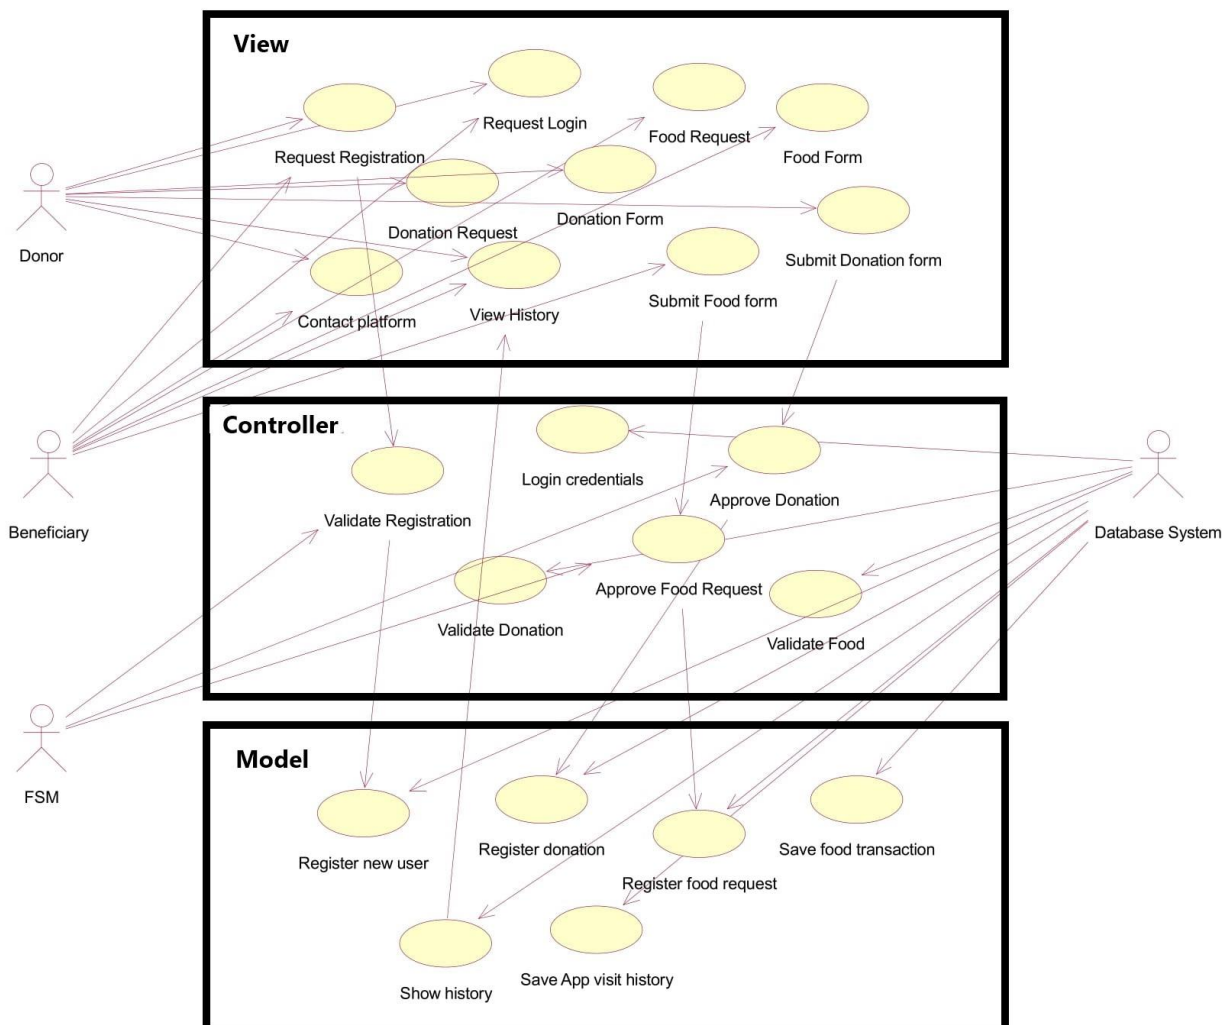 View
Request Login
Food Request
Food Form
Request Registration
Donation Form
Donation Request
Donor
Submit Donation form
Submit Food form
View History
Contact platform
Controller
Login credentials
Approve Donation
Validate Registration
Beneficiary
Database System
Approve Food Request
Validate Donation
Validate Food
Model
FSM
Register new user
Register donation
Save food transaction
Register food request
Save App visit history
Show history